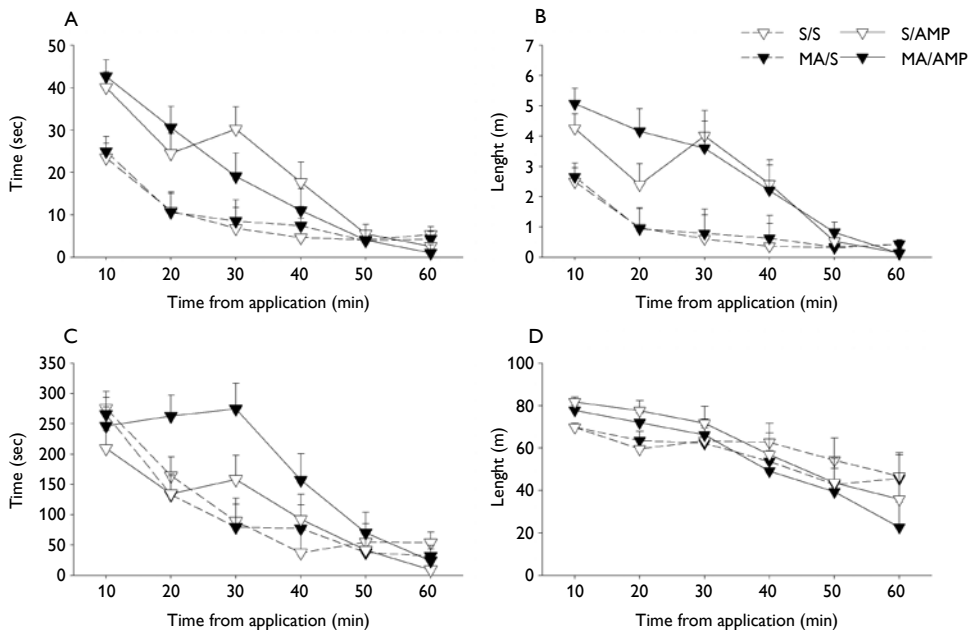 A
50
40
30
20
10
0
Time (sec)
10 20 30 40 50 60
Time from application (min)
B
S/S S/AMP
MA/S MA/AMP
7
6
5
4
3
2
1
0
Lenght (m)
10 20 30 40 50 60
Time from application (min)
C
350
300
250
200
150
100
50
0
Time (sec)
10 20 30 40 50 60
Time from application (min)
D
100
80
60
40
20
0
Lenght (m)
10 20 30 40 50 60
Time from application (min)